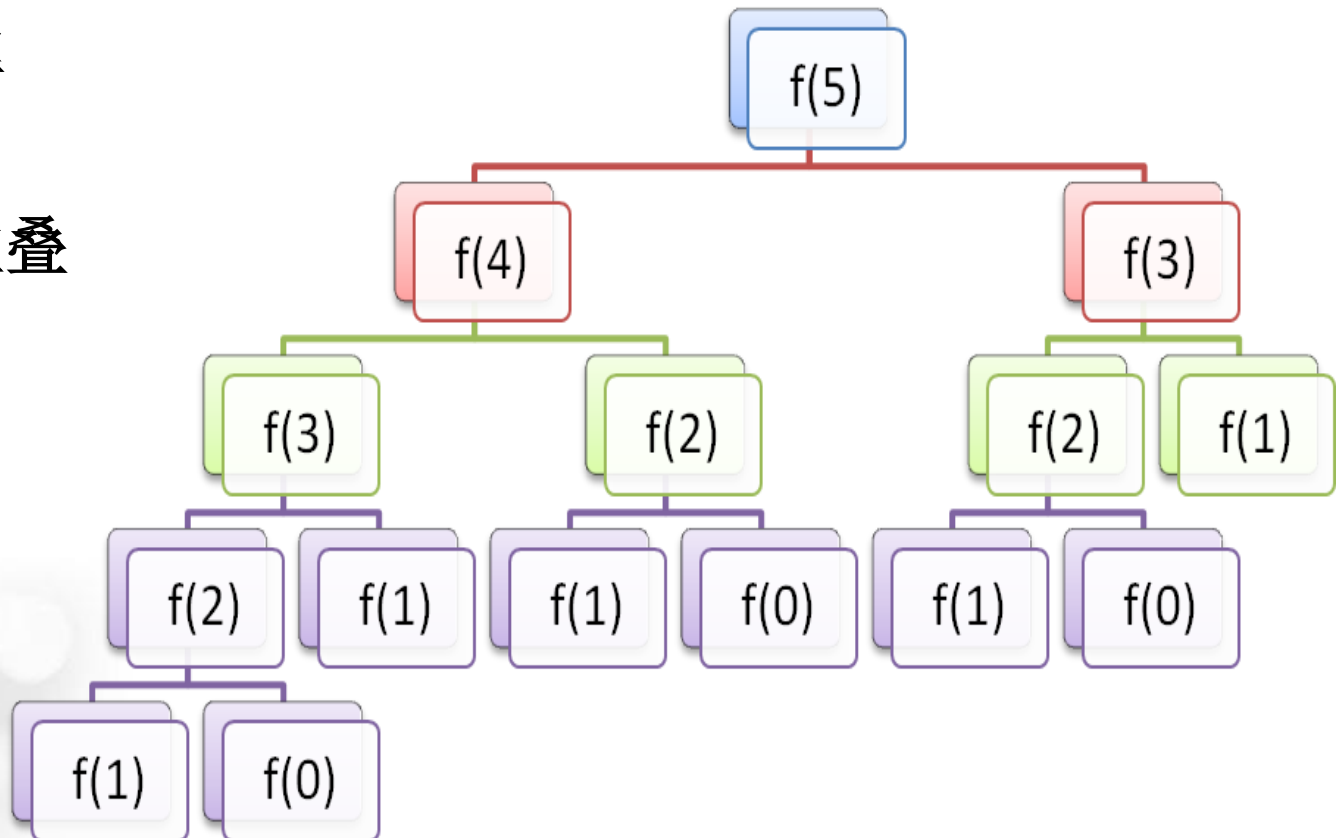 f(5)
叠
f(4) f(3)
f(3) f(2) f(2) f(1)
f(2) f(1) f(1) f(0) f(1) f(0)
f(1) f(0)